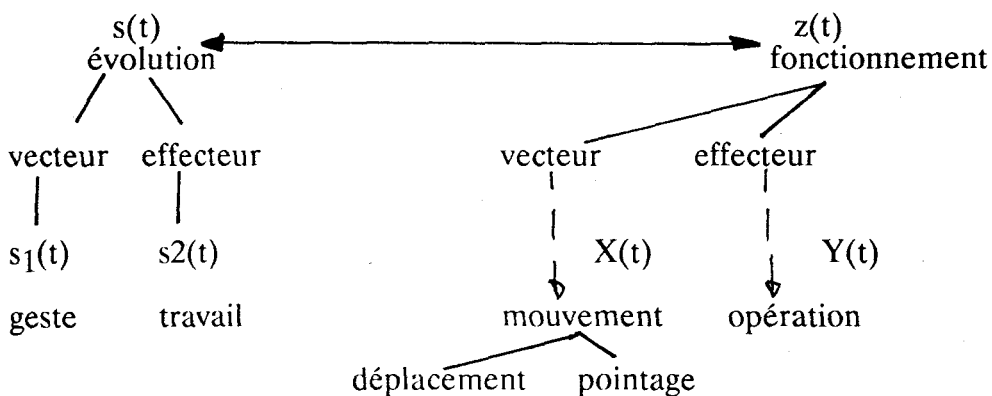 s(t) z(t)
évolution fonctionnement
vecteur effecteur vecteur effecteur
s1(t) s2(t) X(t) Y(t)
geste travail mouvement opération
déplacement pointage